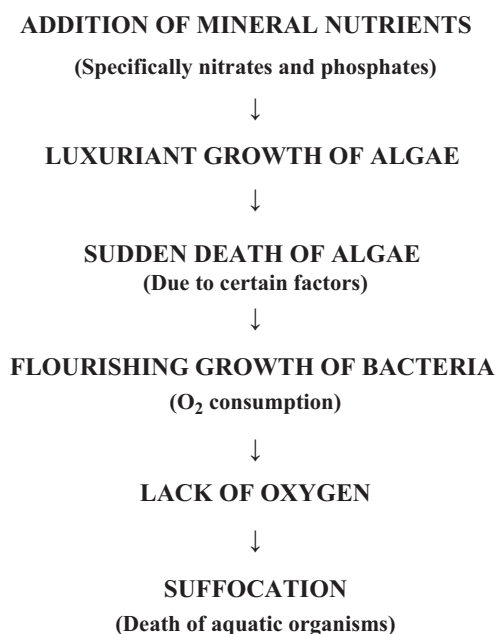 ADDITION OF MINERAL NUTRIENTS
(Specifically nitrates and phosphates)
↓
LUXURIANT GROWTH OF ALGAE
↓
SUDDEN DEATH OF ALGAE
(Due to certain factors)
↓
FLOURISHING GROWTH OF BACTERIA
(O₂ consumption)
↓
LACK OF OXYGEN
↓
SUFFOCATION
(Death of aquatic organisms)